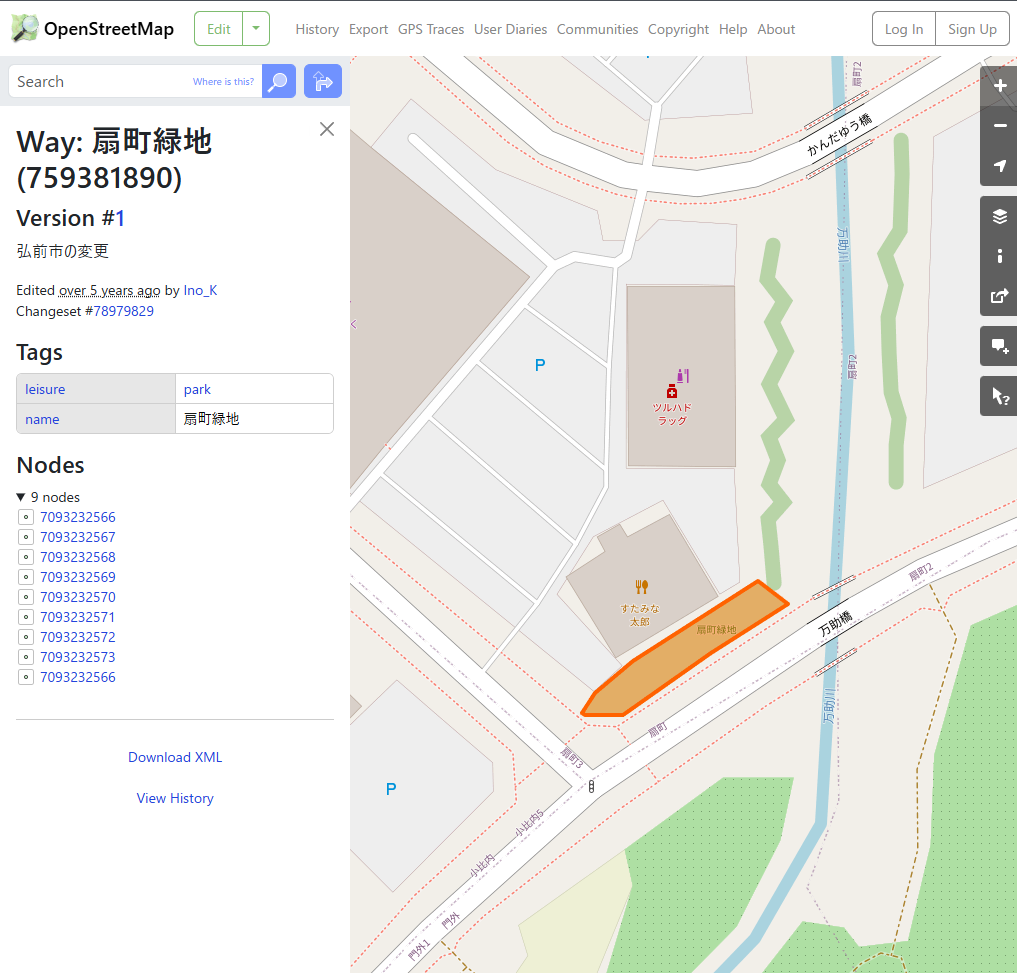 OpenStreetMap
Edit
History Export GPS Traces User Diaries Communities Copyright Help About
Log In Sign Up
Search
Where is this?
Way: 扇町緑地
(759381890)
Version #1
弘前市の変更
Edited over 5 years ago by Ino_K
Changeset #78979829
Tags
leisure park
name 扇町緑地
Nodes
9 nodes
7093232566
7093232567
7093232568
7093232569
7093232570
7093232571
7093232572
7093232573
7093232566
Download XML
View History
扇町2
かんだゆう橋
万助川
扇町2
P
ツルハド
ラッグ
すたみな
太郎
扇町緑地
扇町2
万助橋
万助川
扇町
扇町3
P
小比内5
小比内
門外
門外1